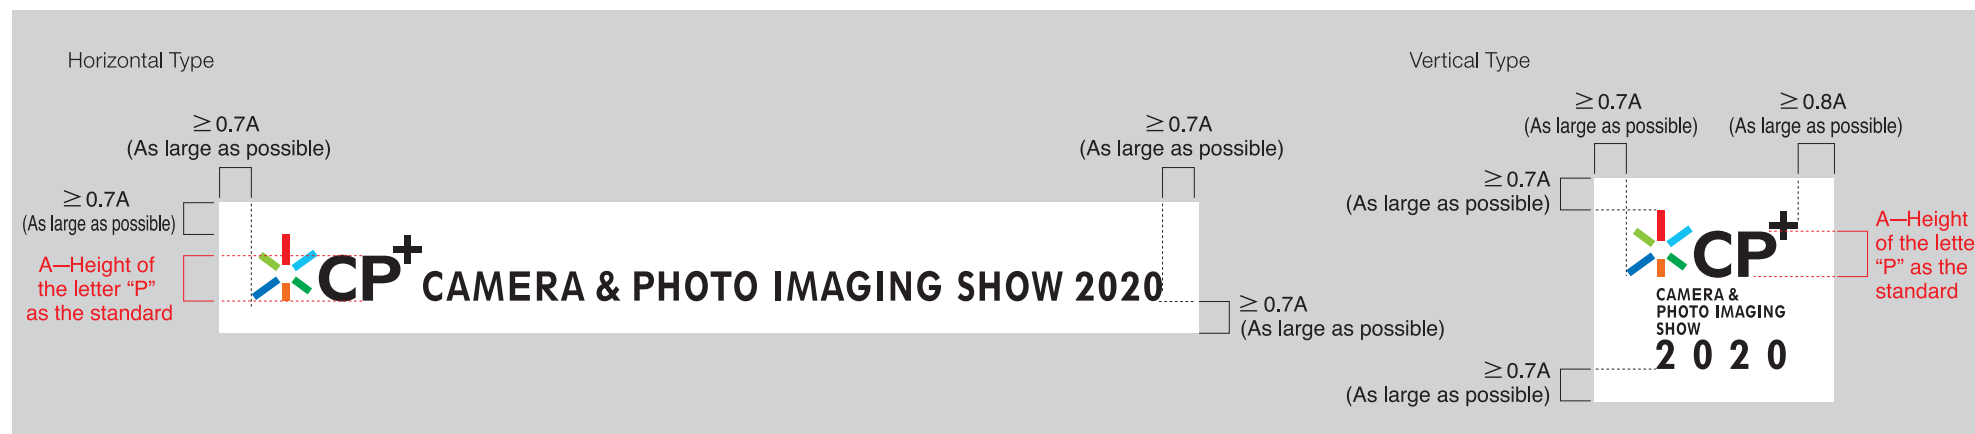 Horizontal Type
≥ 0.7A
(As large as possible)
≥ 0.7A
(As large as possible)
≥ 0.7A
(As large as possible)
A—Height of
the letter “P”
as the standard
CP+ CAMERA & PHOTO IMAGING SHOW 2020
≥ 0.7A
(As large as possible)
Vertical Type
≥ 0.7A
(As large as possible)
≥ 0.8A
(As large as possible)
≥ 0.7A
(As large as possible)
CP+
CAMERA &
PHOTO IMAGING
SHOW
2 0 2 0
A—Height
of the lette
“P” as the
standard
≥ 0.7A
(As large as possible)